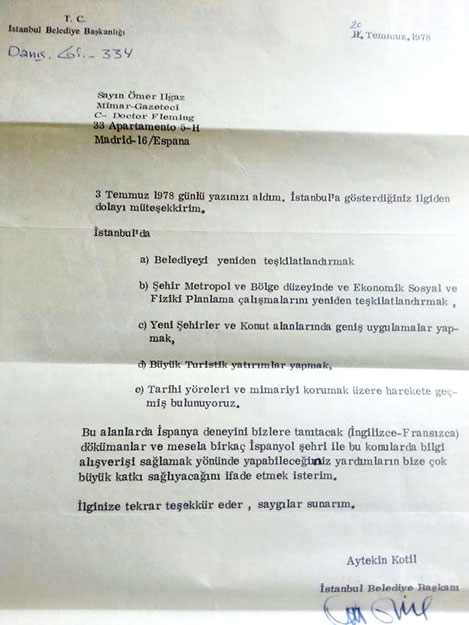 T. C.
İstanbul Belediye Başkanlığı
20
Temmuz, 1978
Danış. - 334
Sayın Ömer Ilgaz
Mimar-Gazeteci
C- Doctor Fleming
33 Apartamento 5-H
Madrid-16/Espana
3 Temmuz 1978 günlü yazınızı aldım. İstanbul'a gösterdiğiniz ilgiden
dolayı müteşekkirim.
İstanbul'da
a) Belediyeyi yeniden teşkilatlandırmak
b) Şehir Metropol ve Bölge düzeyinde ve Ekonomik Sosyal ve
Fiziki Planlama çalışmalarını yeniden teşkilatlandırmak ,
c) Yeni Şehirler ve Konut alanlarında geniş uygulamalar yap-
mak,
d) Büyük Turistik yatırımlar yapmak,
e) Tarihi yöreleri ve mimariyi korumak üzere harekete geç-
miş bulunuyoruz.
Bu alanlarda İspanya deneyini bizlere tanıtacak (İngilizce-Fransızca)
dökümanlar ve mesela birkaç İspanyol şehri ile bu konularda bilgi
alışverişi sağlamak yönünde yapabileceğiniz yardımların bize çok
büyük katkı sağlıyacağını ifade etmek isterim.
İlginize tekrar teşekkür eder , saygılar sunarım.
Aytekin Kotil
İstanbul Belediye Başkanı